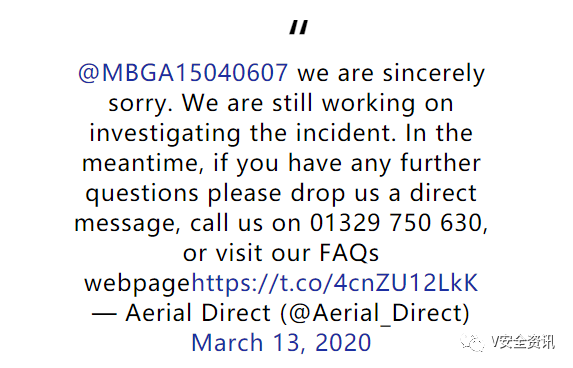 “
@MBGA15040607 we are sincerely
sorry. We are still working on
investigating the incident. In the
meantime, if you have any further
questions please drop us a direct
message, call us on 01329 750 630,
or visit our FAQs
webpagehttps://t.co/4cnZU12LkK
— Aerial Direct (@Aerial_Direct)
March 13, 2020
V安全资讯